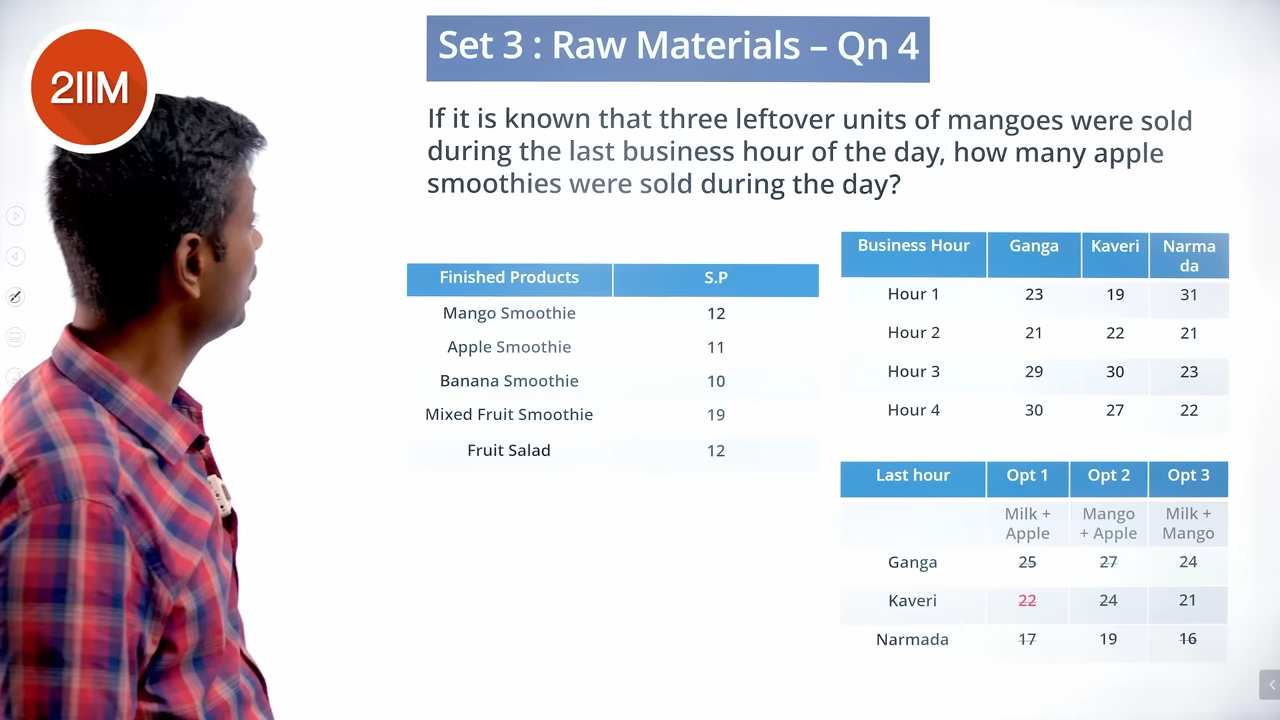 2IIM
Set 3 : Raw Materials – Qn 4
If it is known that three leftover units of mangoes were sold
during the last business hour of the day, how many apple
smoothies were sold during the day?
Finished Products S.P
Mango Smoothie 12
Apple Smoothie 11
Banana Smoothie 10
Mixed Fruit Smoothie 19
Fruit Salad 12
Business Hour Ganga Kaveri Narma
da
Hour 1 23 19 31
Hour 2 21 22 21
Hour 3 29 30 23
Hour 4 30 27 22
Last hour Opt 1 Opt 2 Opt 3
Milk + Mango Milk +
Apple + Apple Mango
Ganga 25 27 24
Kaveri 22 24 21
Narmada 17 19 16